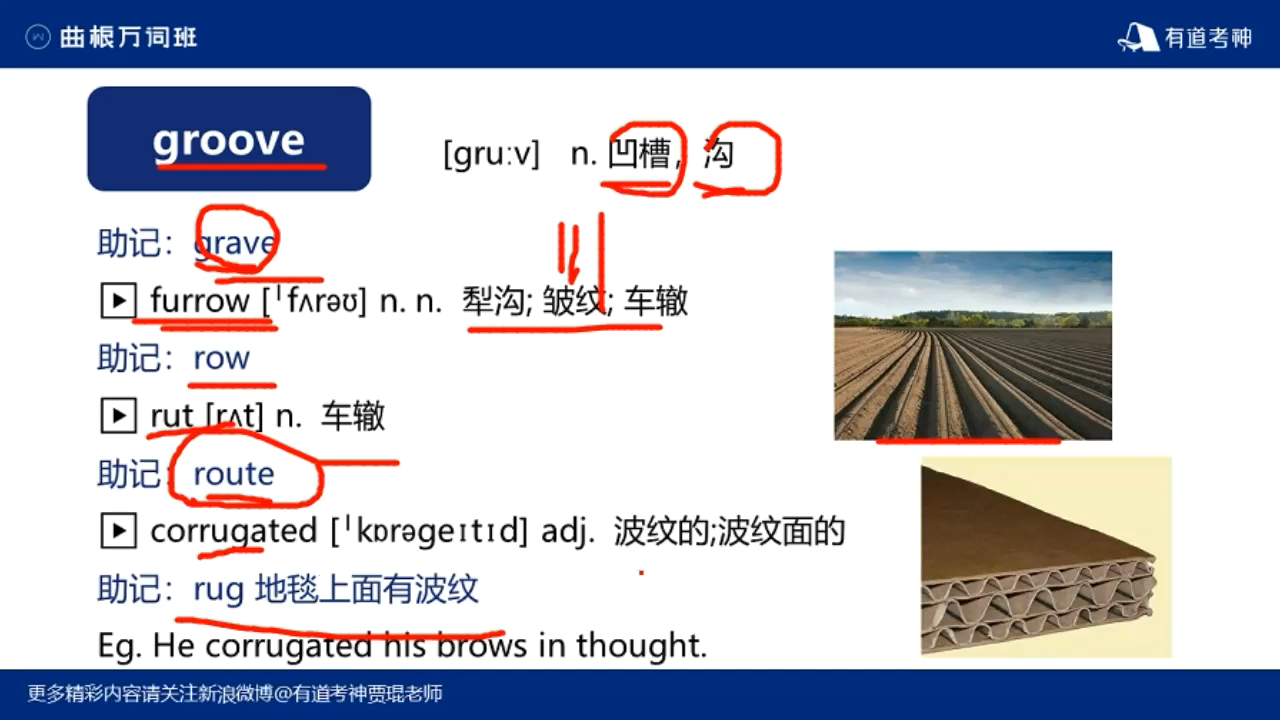 曲根万词班
有道考神
groove
[gruːv] n. 凹槽，沟
助记：grave
furrow [ˈfʌrəʊ] n. n. 犁沟; 皱纹; 车辙
助记：row
rut [rʌt] n. 车辙
助记：route
corrugated [ˈkɒrəgeɪtɪd] adj. 波纹的;波纹面的
助记：rug 地毯上面有波纹
Eg. He corrugated his brows in thought.
更多精彩内容请关注新浪微博@有道考神贾琨老师